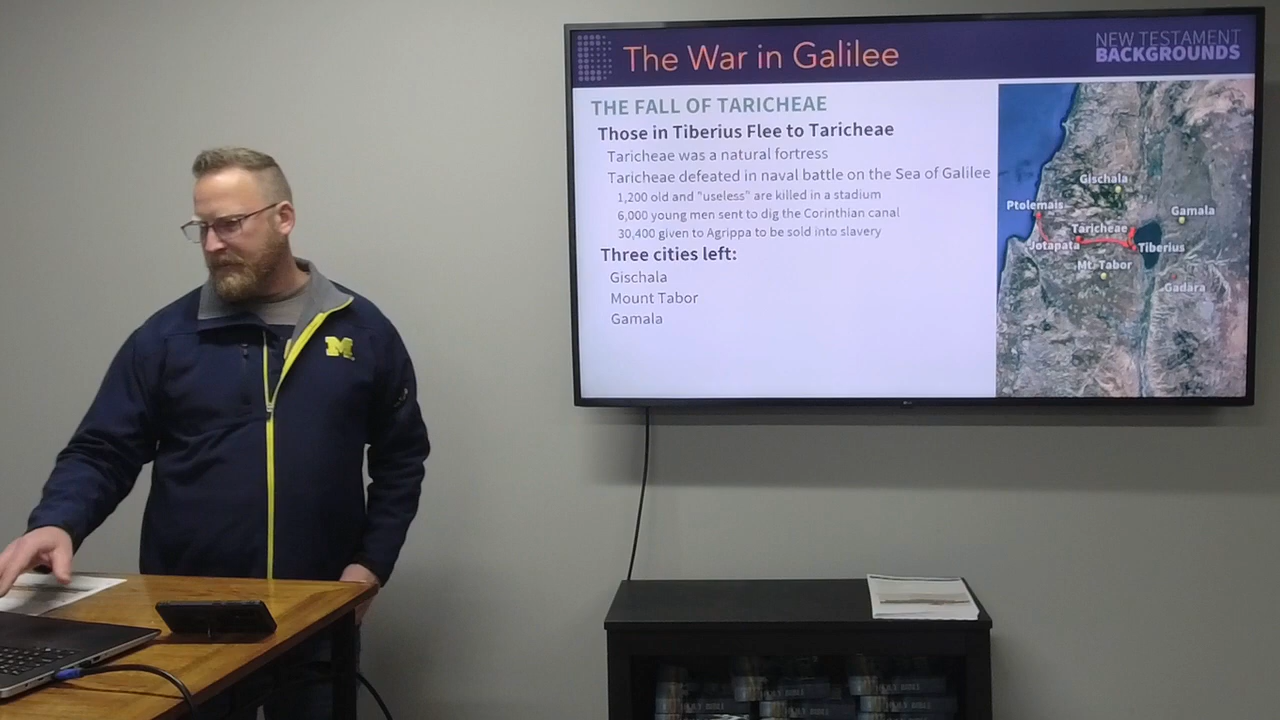 The War in Galilee
NEW TESTAMENT
BACKGROUNDS
THE FALL OF TARICHEAE
Those in Tiberius Flee to Taricheae
Taricheae was a natural fortress
Taricheae defeated in naval battle on the Sea of Galilee
1,200 old and "useless" are killed in a stadium
6,000 young men sent to dig the Corinthian canal
30,400 given to Agrippa to be sold into slavery
Three cities left:
Gischala
Mount Tabor
Gamala
Gischala
Ptolemais
Gamala
Taricheae
Jotapata
Tiberius
Mt. Tabor
Gadara
M
HOLY BIBLE
HOLY BIBLE